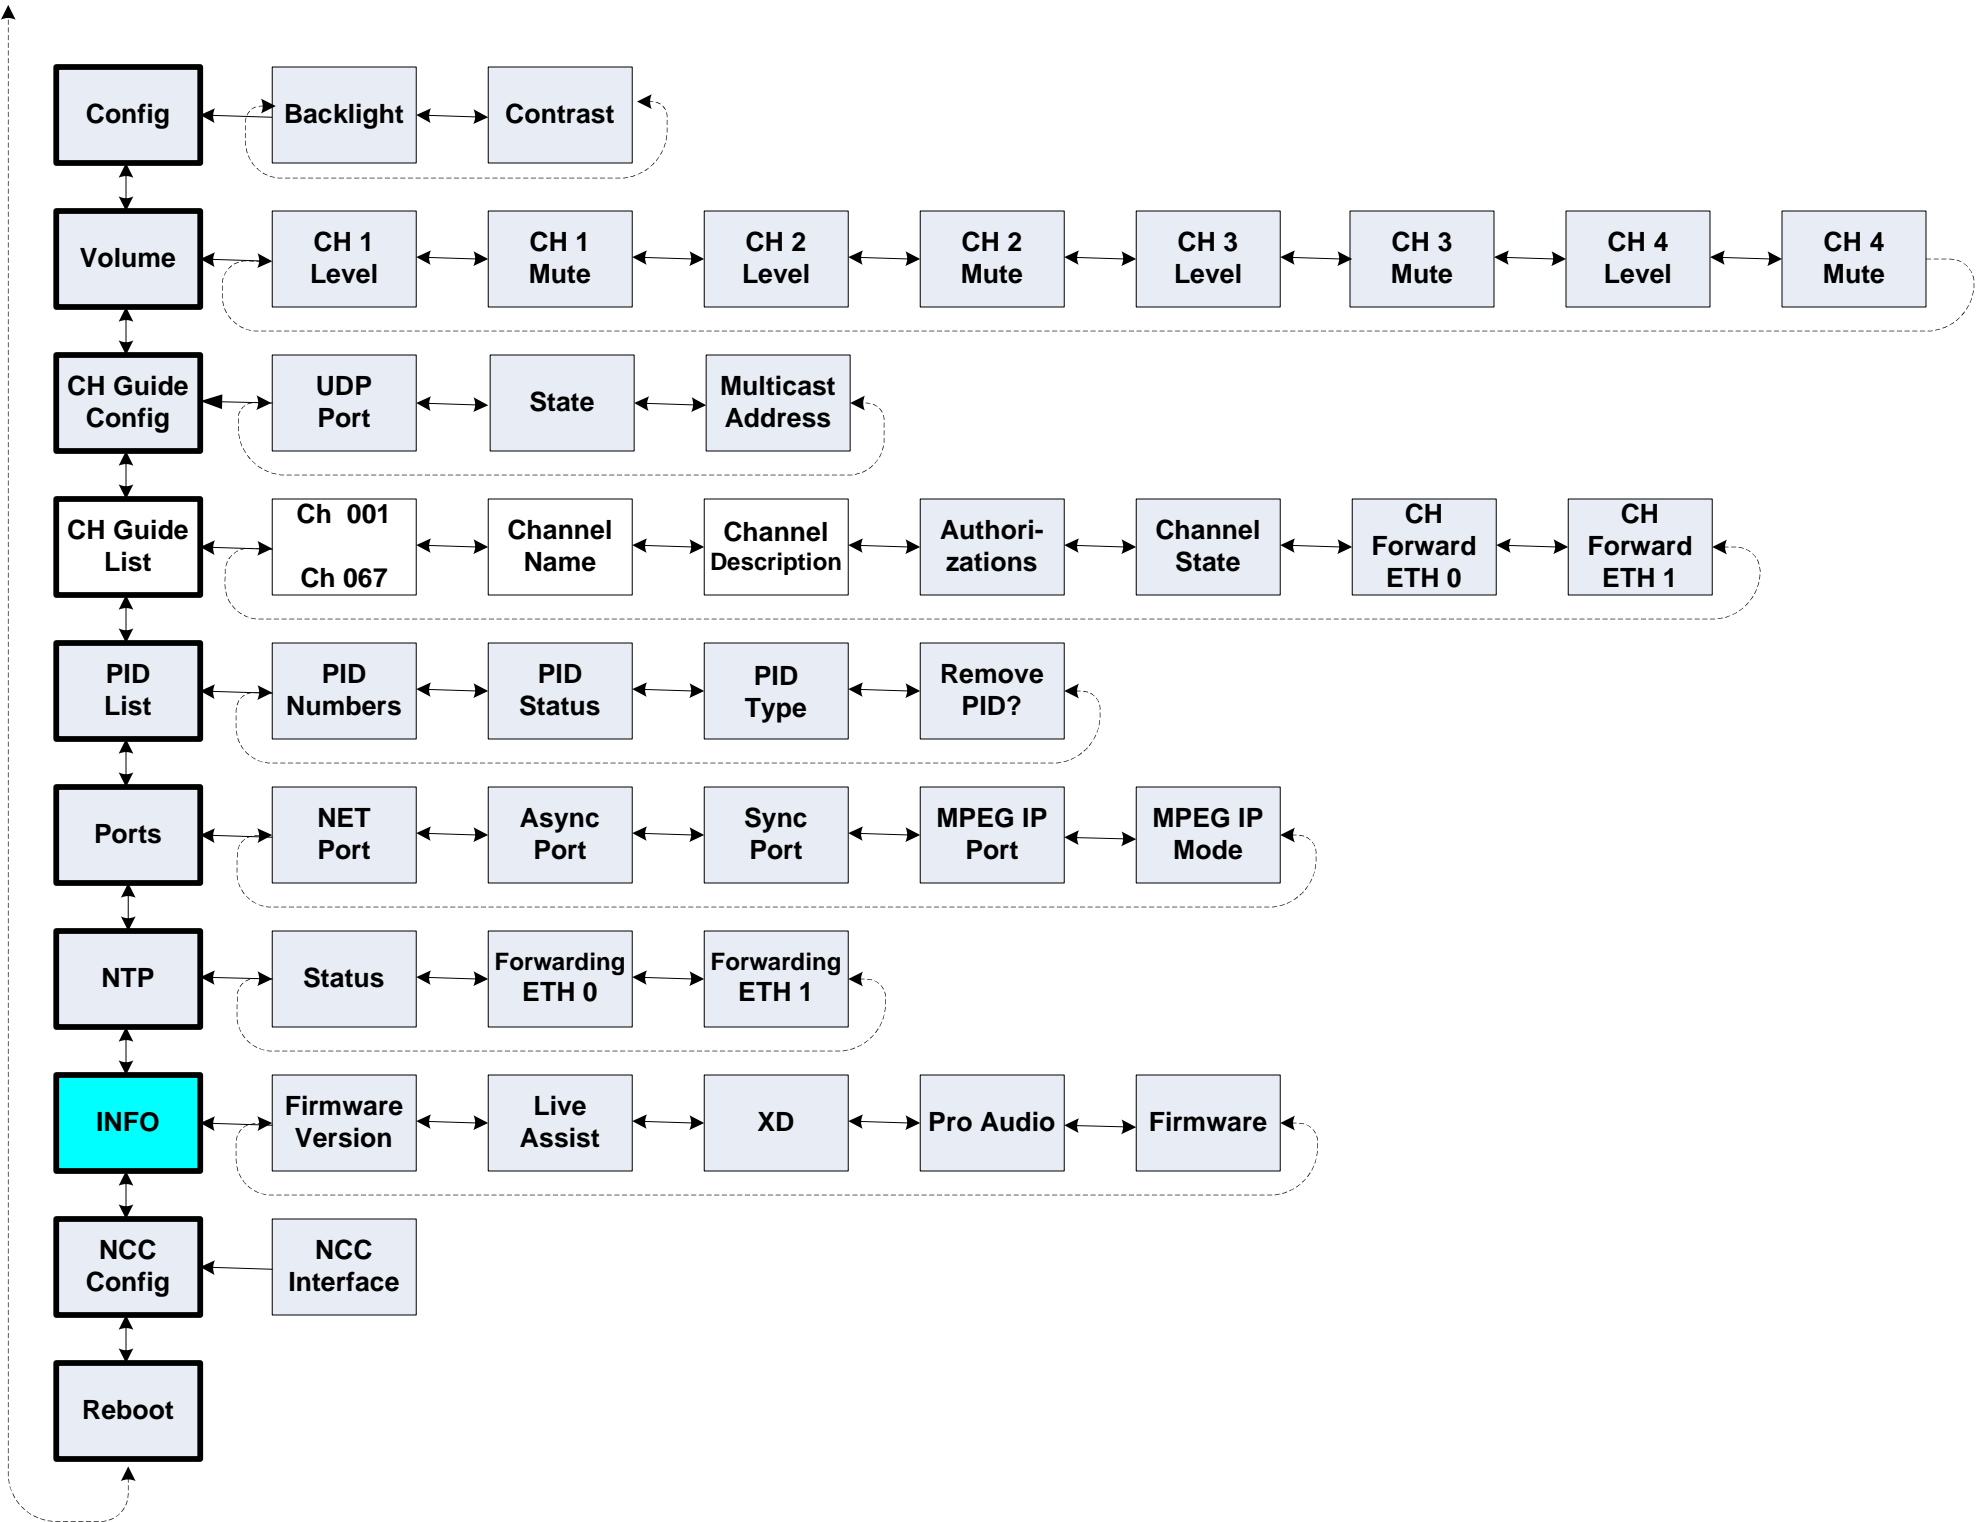 Config
Backlight
Contrast
Volume
CH 1
Level
CH 1
Mute
CH 2
Level
CH 2
Mute
CH 3
Level
CH 3
Mute
CH 4
Level
CH 4
Mute
CH Guide
Config
UDP
Port
State
Multicast
Address
CH Guide
List
Ch 001
Ch 067
Channel
Name
Channel
Description
Authori-
zations
Channel
State
CH
Forward
ETH 0
CH
Forward
ETH 1
PID
List
PID
Numbers
PID
Status
PID
Type
Remove
PID?
Ports
NET
Port
Async
Port
Sync
Port
MPEG IP
Port
MPEG IP
Mode
NTP
Status
Forwarding
ETH 0
Forwarding
ETH 1
INFO
Firmware
Version
Live
Assist
XD
Pro Audio
Firmware
NCC
Config
NCC
Interface
Reboot